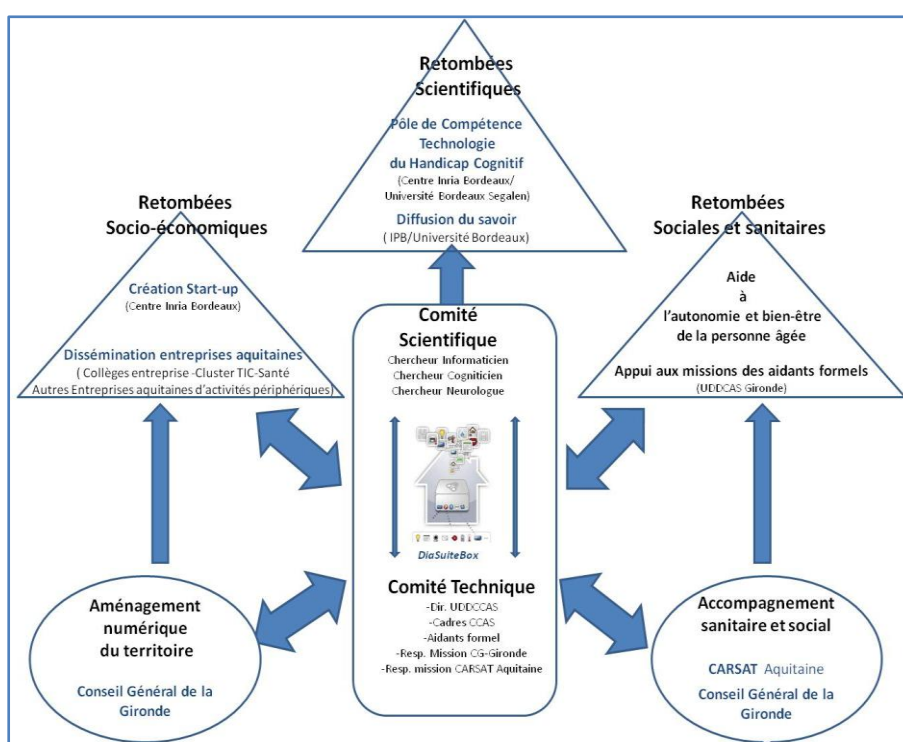 Retombées
Scientifiques
Pôle de Compétence
Technologie
du Handicap Cognitif
(Centre Inria Bordeaux/
Université Bordeaux Segalen)
Diffusion du savoir
( IPB/Université Bordeaux)
Retombées
Socio-économiques
Création Start-up
(Centre Inria Bordeaux)
Dissémination entreprises aquitaines
( Collèges entreprise -Cluster TIC-Santé
Autres Entreprises aquitaines d'activités périphériques)
Retombées
Sociales et sanitaires
Aide
à
l'autonomie et bien-être
de la personne âgée
Appui aux missions des aidants formels
(UDDCAS Gironde)
Comité
Scientifique
Chercheur Informaticien
Chercheur Cogniticien
Chercheur Neurologue
DiaSuiteBox
Comité Technique
-Dir. UDDCCAS
-Cadres CCAS
-Aidants formel
-Resp. Mission CG-Gironde
-Resp. mission CARSAT Aquitaine
Aménagement
numérique
du territoire
Conseil Général de la
Gironde
Accompagnement
sanitaire et social
CARSAT Aquitaine
Conseil Général de la
Gironde